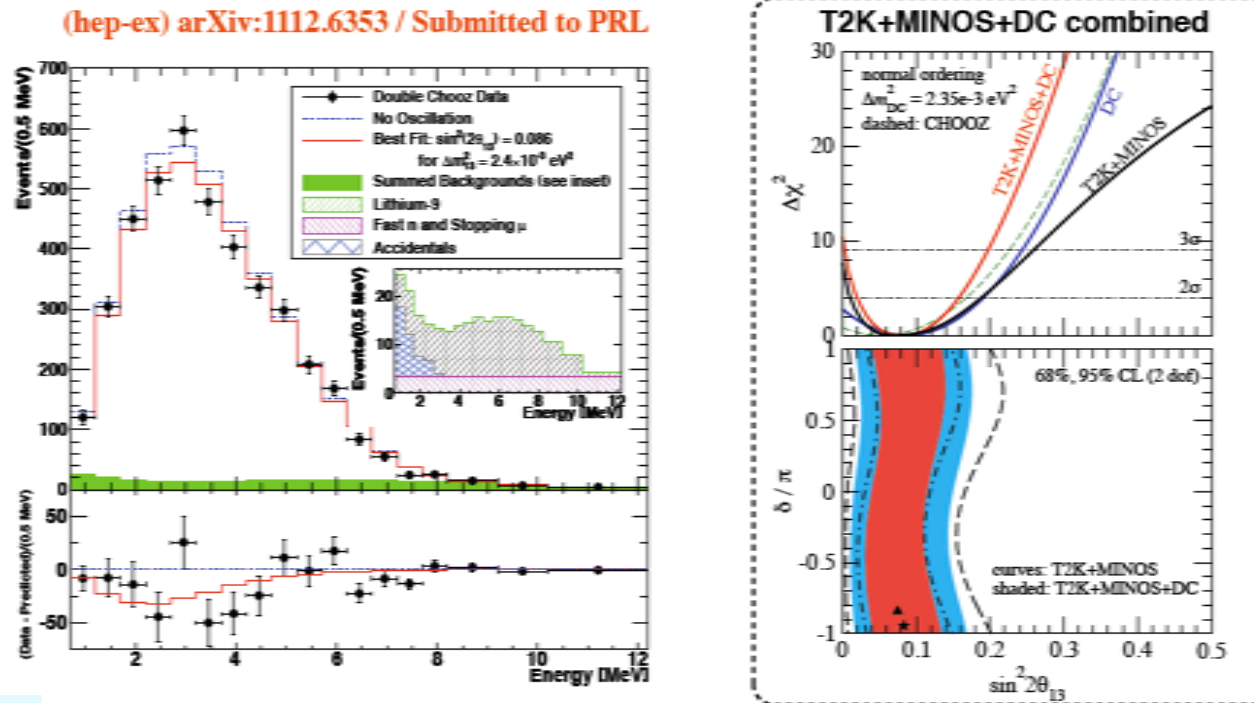 (hep-ex) arXiv:1112.6353 / Submitted to PRL
Events/(0.5 MeV)
700
600
500
400
300
200
100
0
Double Chooz Data
No Oscillation
Best Fit: sin²(2θ₁₃) = 0.086
for Δm²₁₃ = 2.4×10⁻³ eV²
Summed Backgrounds (see inset)
Lithium-9
Fast n and Stopping μ
Accidentals
Events/(0.5 MeV)
20
10
0
2 4 6 8 10 12
Energy [MeV]
(Data - Predicted)/(0.5 MeV)
50
0
-50
2 4 6 8 10 12
Energy [MeV]
T2K+MINOS+DC combined
Δχ²
30
20
10
0
normal ordering
Δm²DC = 2.35e-3 eV²
dashed: CHOOZ
T2K+MINOS+DC
DC
T2K+MINOS
3σ
2σ
δ / π
1
0.5
0
-0.5
-1
68%, 95% CL (2 dof)
curves: T2K+MINOS
shaded: T2K+MINOS+DC
0 0.1 0.2 0.3 0.4 0.5
sin²2θ₁₃